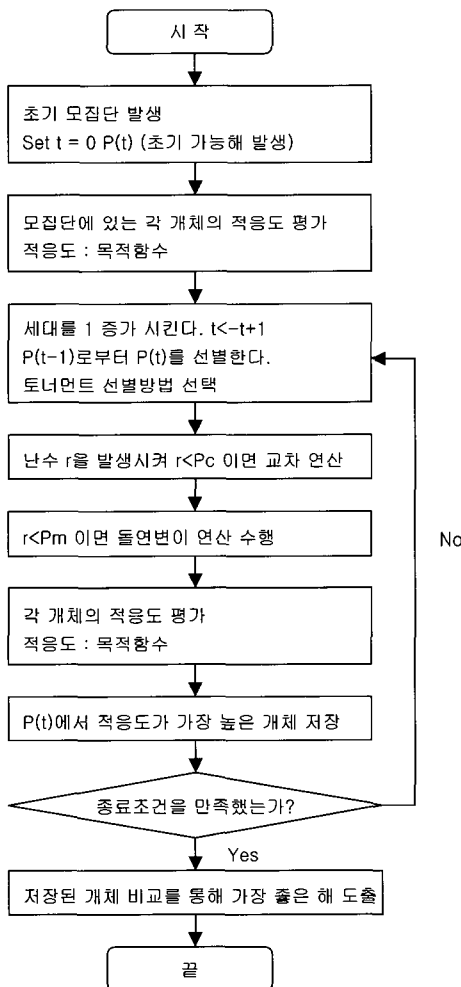 시 작
초기 모집단 발생
Set t = 0 P(t) (초기 가능해 발생)
모집단에 있는 각 개체의 적응도 평가
적응도 : 목적함수
세대를 1 증가 시킨다. t<-t+1
P(t-1)로부터 P(t)를 선별한다.
토너먼트 선별방법 선택
난수 r을 발생시켜 r<Pc 이면 교차 연산
r<Pm 이면 돌연변이 연산 수행
No
각 개체의 적응도 평가
적응도 : 목적함수
P(t)에서 적응도가 가장 높은 개체 저장
종료조건을 만족했는가?
Yes
저장된 개체 비교를 통해 가장 좋은 해 도출
끝